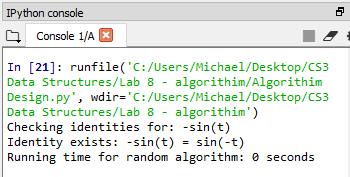 IPython console
Console 1/A
In [21]: runfile('C:/Users/Michael/Desktop/CS3
Data Structures/Lab 8 - algorithim/Algorithim
Design.py', wdir='C:/Users/Michael/Desktop/CS3
Data Structures/Lab 8 - algorithim')
Checking identities for: -sin(t)
Identity exists: -sin(t) = sin(-t)
Running time for random algorithm: 0 seconds